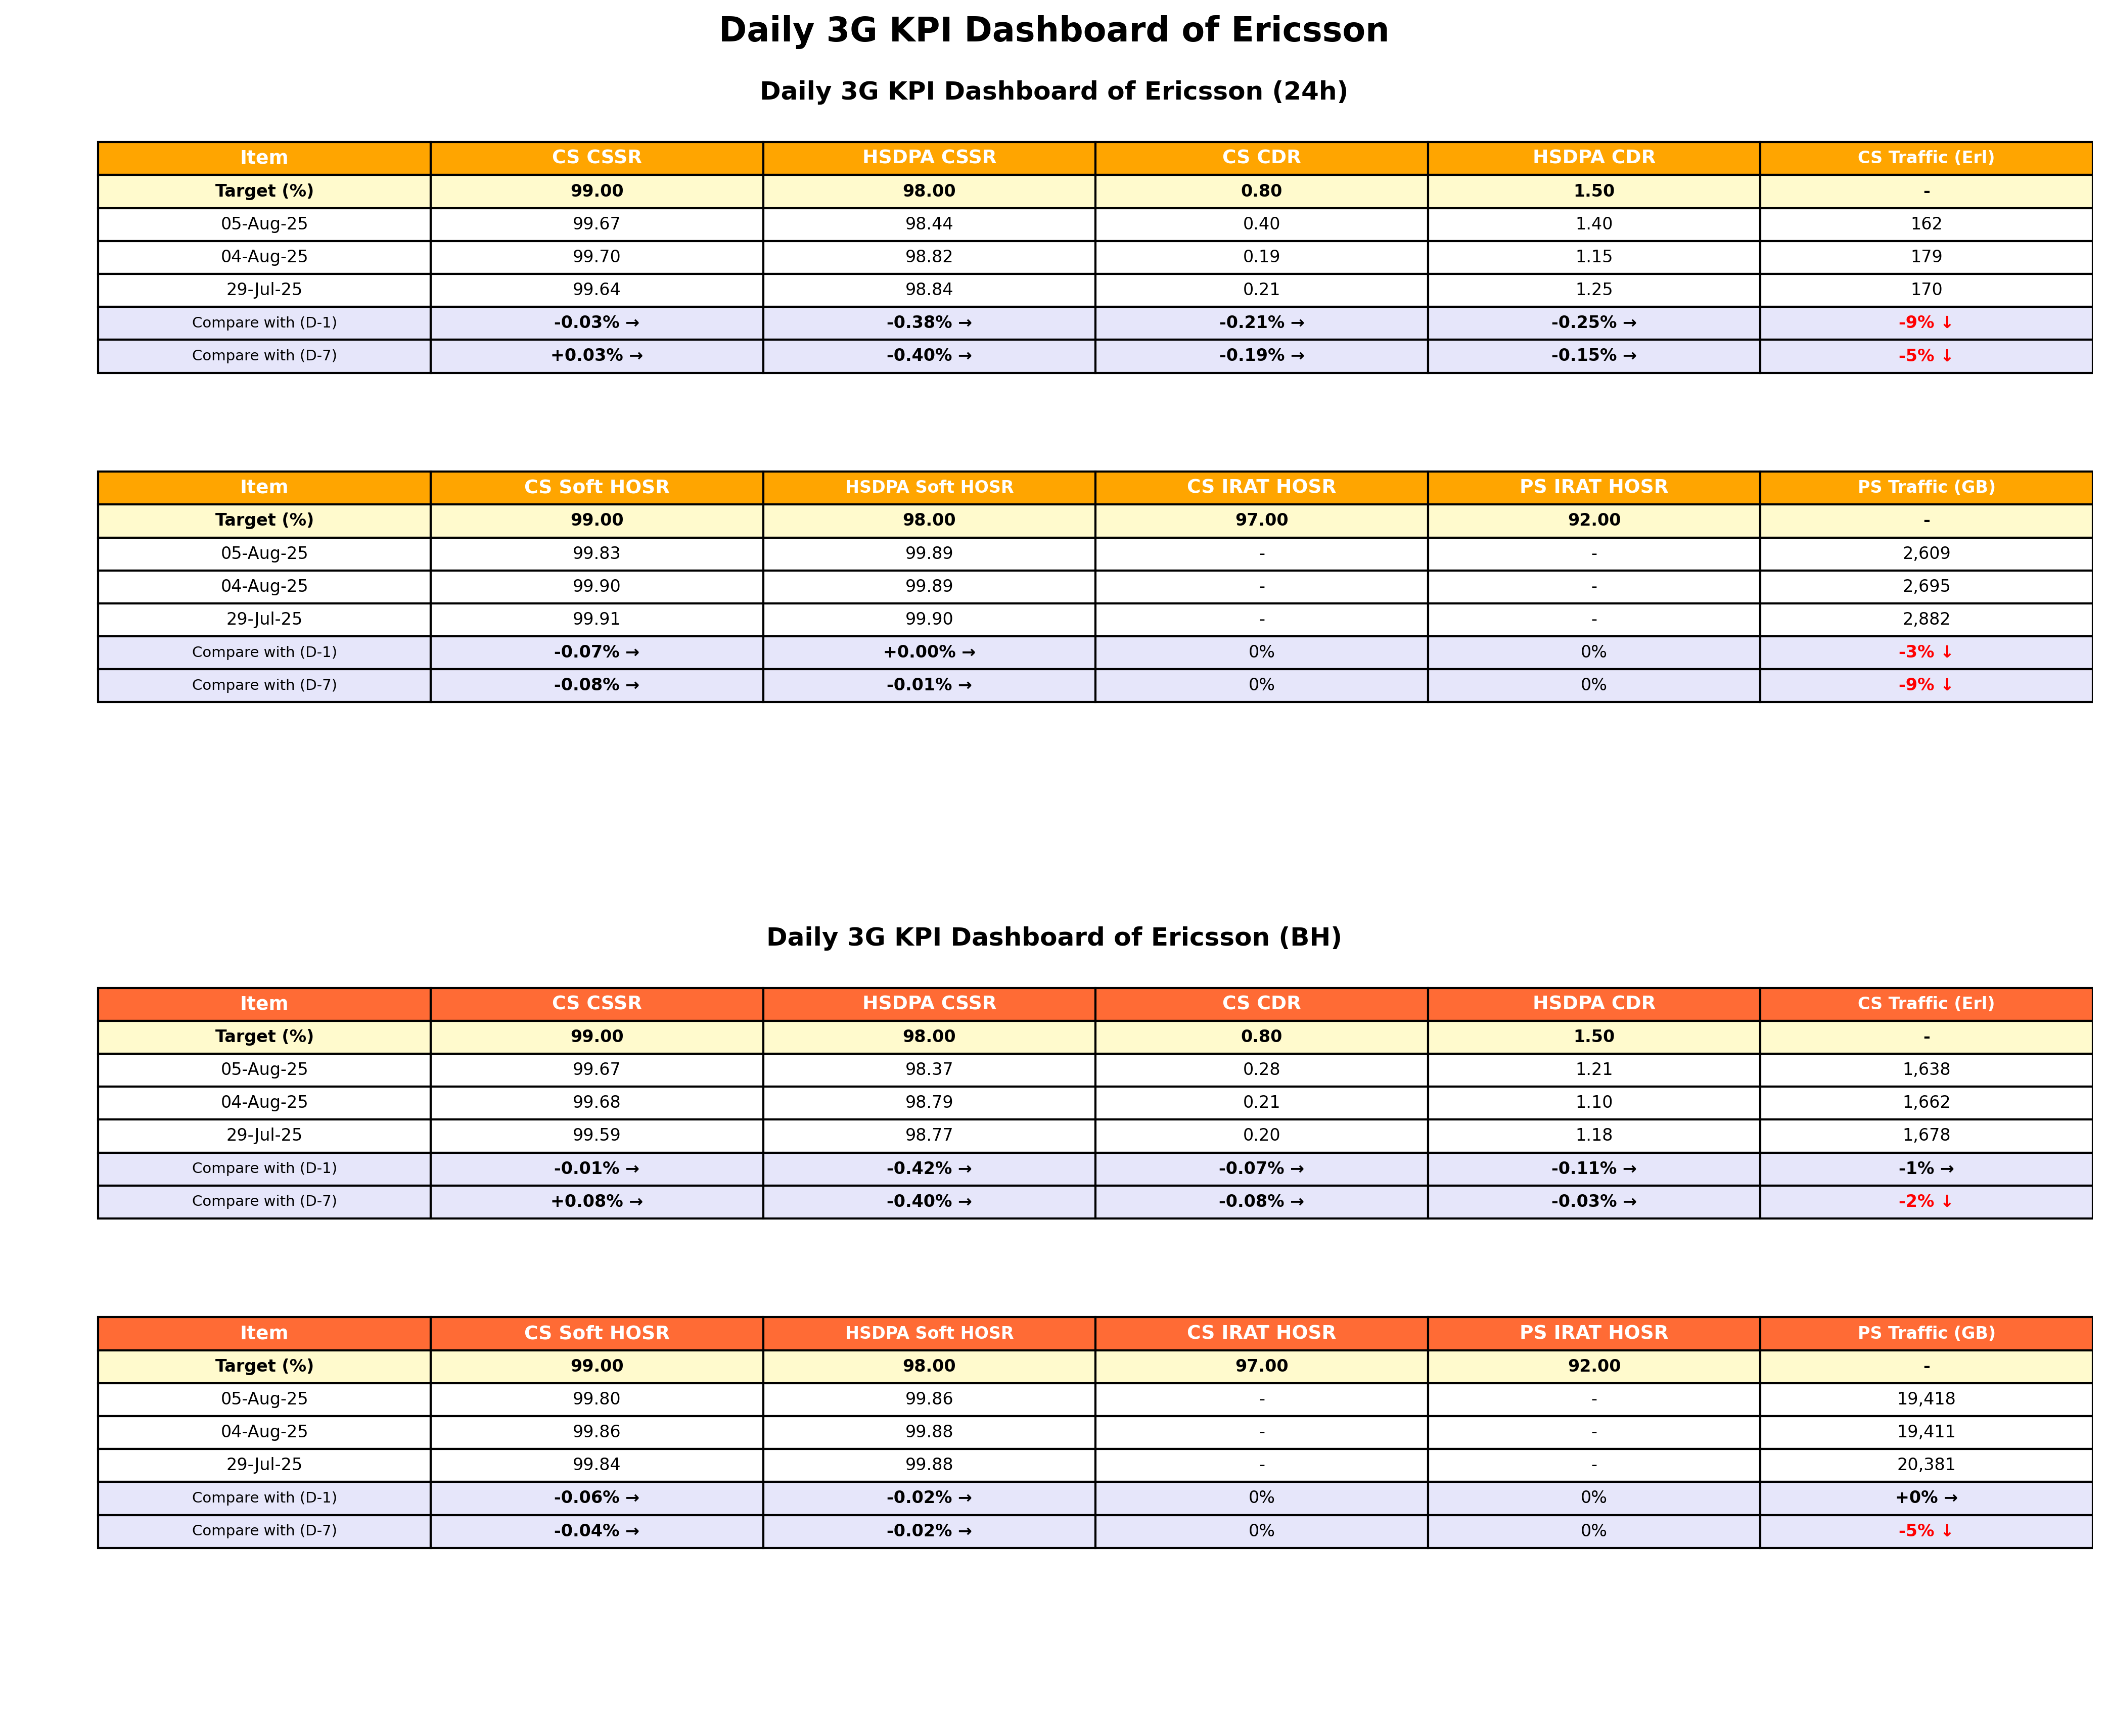 Daily 3G KPI Dashboard of Ericsson
Daily 3G KPI Dashboard of Ericsson (24h)
Item CS CSSR HSDPA CSSR CS CDR HSDPA CDR CS Traffic (Erl)
Target (%) 99.00 98.00 0.80 1.50 -
05-Aug-25 99.67 98.44 0.40 1.40 162
04-Aug-25 99.70 98.82 0.19 1.15 179
29-Jul-25 99.64 98.84 0.21 1.25 170
Compare with (D-1) -0.03% → -0.38% → -0.21% → -0.25% → -9% ↓
Compare with (D-7) +0.03% → -0.40% → -0.19% → -0.15% → -5% ↓
Item CS Soft HOSR HSDPA Soft HOSR CS IRAT HOSR PS IRAT HOSR PS Traffic (GB)
Target (%) 99.00 98.00 97.00 92.00 -
05-Aug-25 99.83 99.89 - - 2,609
04-Aug-25 99.90 99.89 - - 2,695
29-Jul-25 99.91 99.90 - - 2,882
Compare with (D-1) -0.07% → +0.00% → 0% 0% -3% ↓
Compare with (D-7) -0.08% → -0.01% → 0% 0% -9% ↓
Daily 3G KPI Dashboard of Ericsson (BH)
Item CS CSSR HSDPA CSSR CS CDR HSDPA CDR CS Traffic (Erl)
Target (%) 99.00 98.00 0.80 1.50 -
05-Aug-25 99.67 98.37 0.28 1.21 1,638
04-Aug-25 99.68 98.79 0.21 1.10 1,662
29-Jul-25 99.59 98.77 0.20 1.18 1,678
Compare with (D-1) -0.01% → -0.42% → -0.07% → -0.11% → -1% →
Compare with (D-7) +0.08% → -0.40% → -0.08% → -0.03% → -2% ↓
Item CS Soft HOSR HSDPA Soft HOSR CS IRAT HOSR PS IRAT HOSR PS Traffic (GB)
Target (%) 99.00 98.00 97.00 92.00 -
05-Aug-25 99.80 99.86 - - 19,418
04-Aug-25 99.86 99.88 - - 19,411
29-Jul-25 99.84 99.88 - - 20,381
Compare with (D-1) -0.06% → -0.02% → 0% 0% +0% →
Compare with (D-7) -0.04% → -0.02% → 0% 0% -5% ↓